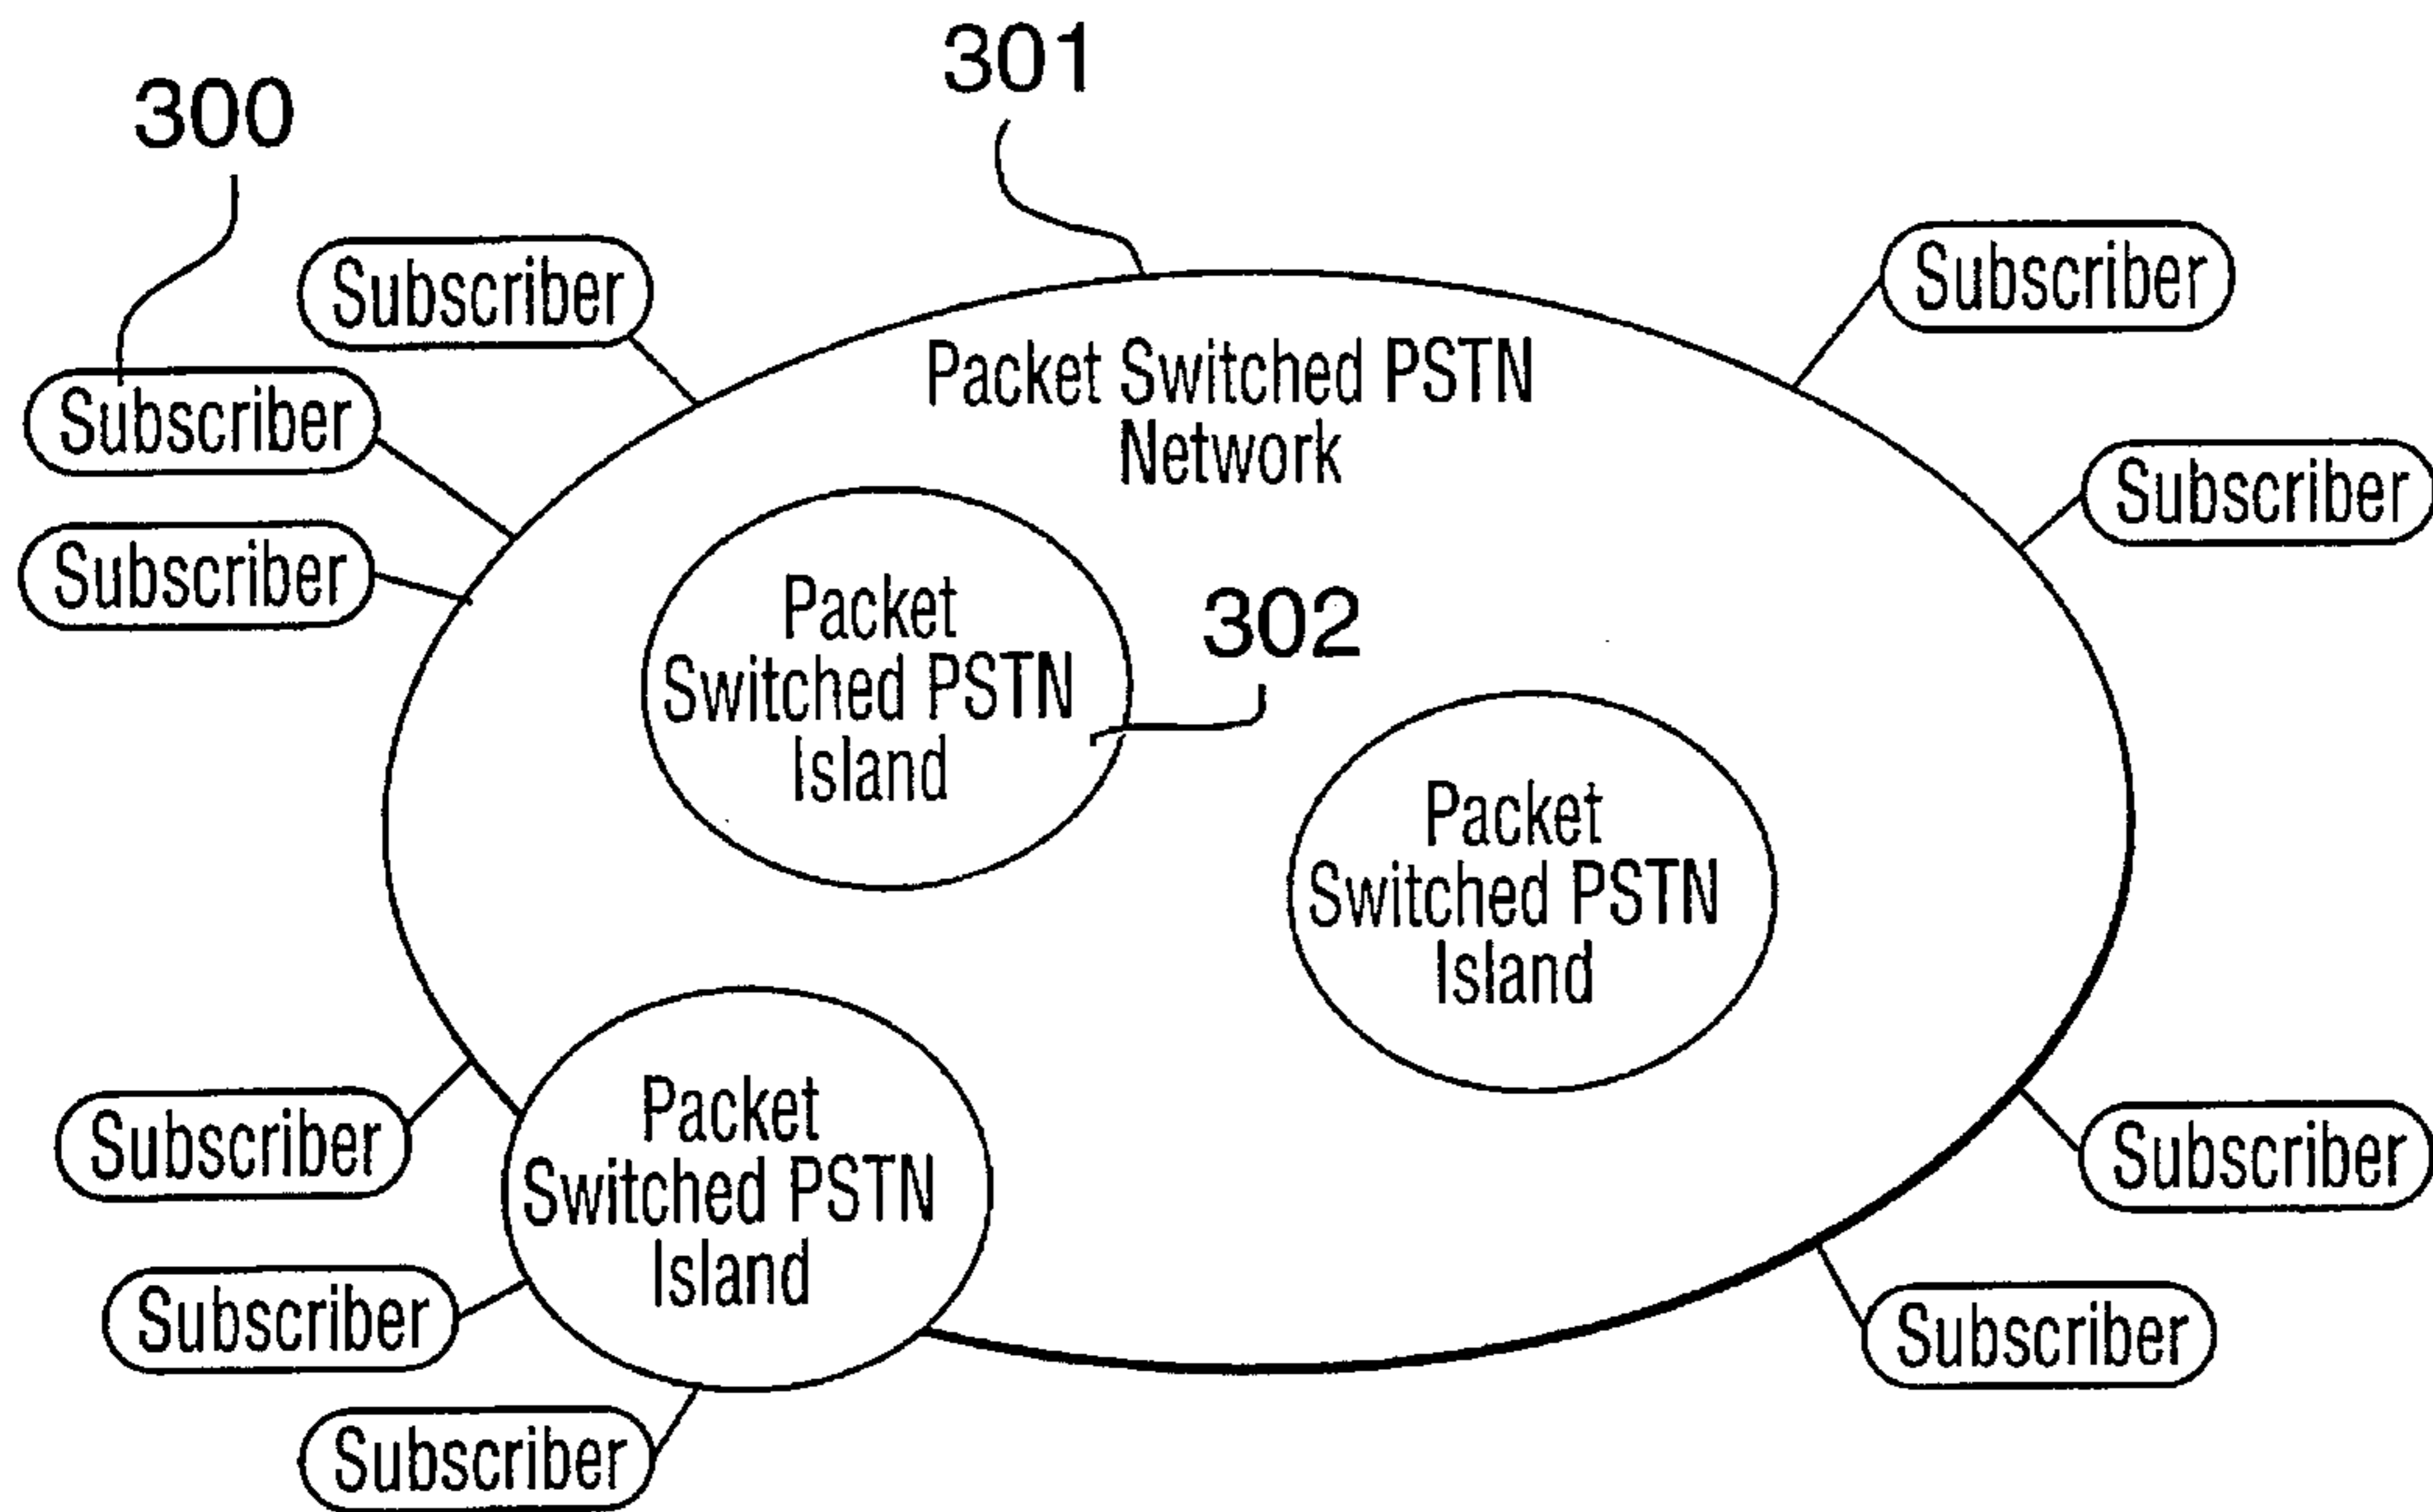 301
300
Subscriber
Subscriber
Subscriber
Subscriber
Subscriber
Packet Switched PSTN
Network
Packet
Switched PSTN
Island
302
Packet
Switched PSTN
Island
Packet
Switched PSTN
Island
Subscriber
Subscriber
Subscriber
Subscriber
Subscriber